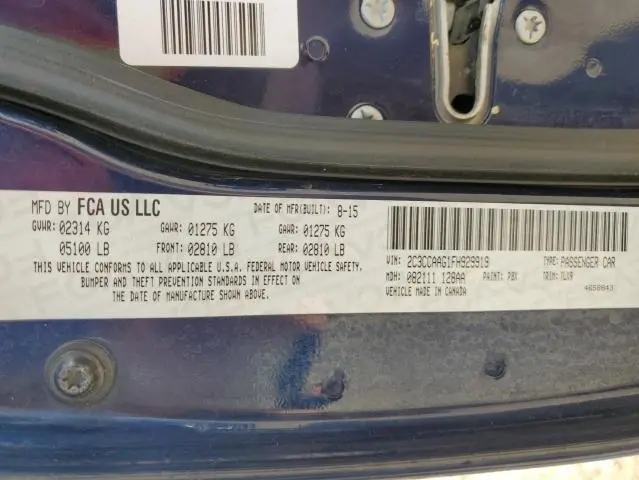 MFD BY FCA US LLC DATE OF MFR(BUILT): 8-15
GVWR: 02314 KG GAWR: 01275 KG GAWR: 01275 KG
05100 LB FRONT: 02810 LB REAR: 02810 LB
THIS VEHICLE CONFORMS TO ALL APPLICABLE U.S.A. FEDERAL MOTOR VEHICLE SAFETY,
BUMPER AND THEFT PREVENTION STANDARDS IN EFFECT ON
THE DATE OF MANUFACTURE SHOWN ABOVE.
VIN: 2C3CCAAG1FH929919 TYPE: PASSENGER CAR
MDH: 082111 128AA PAINT: PBX TRIM: TLX9
VEHICLE MADE IN CANADA 4658843